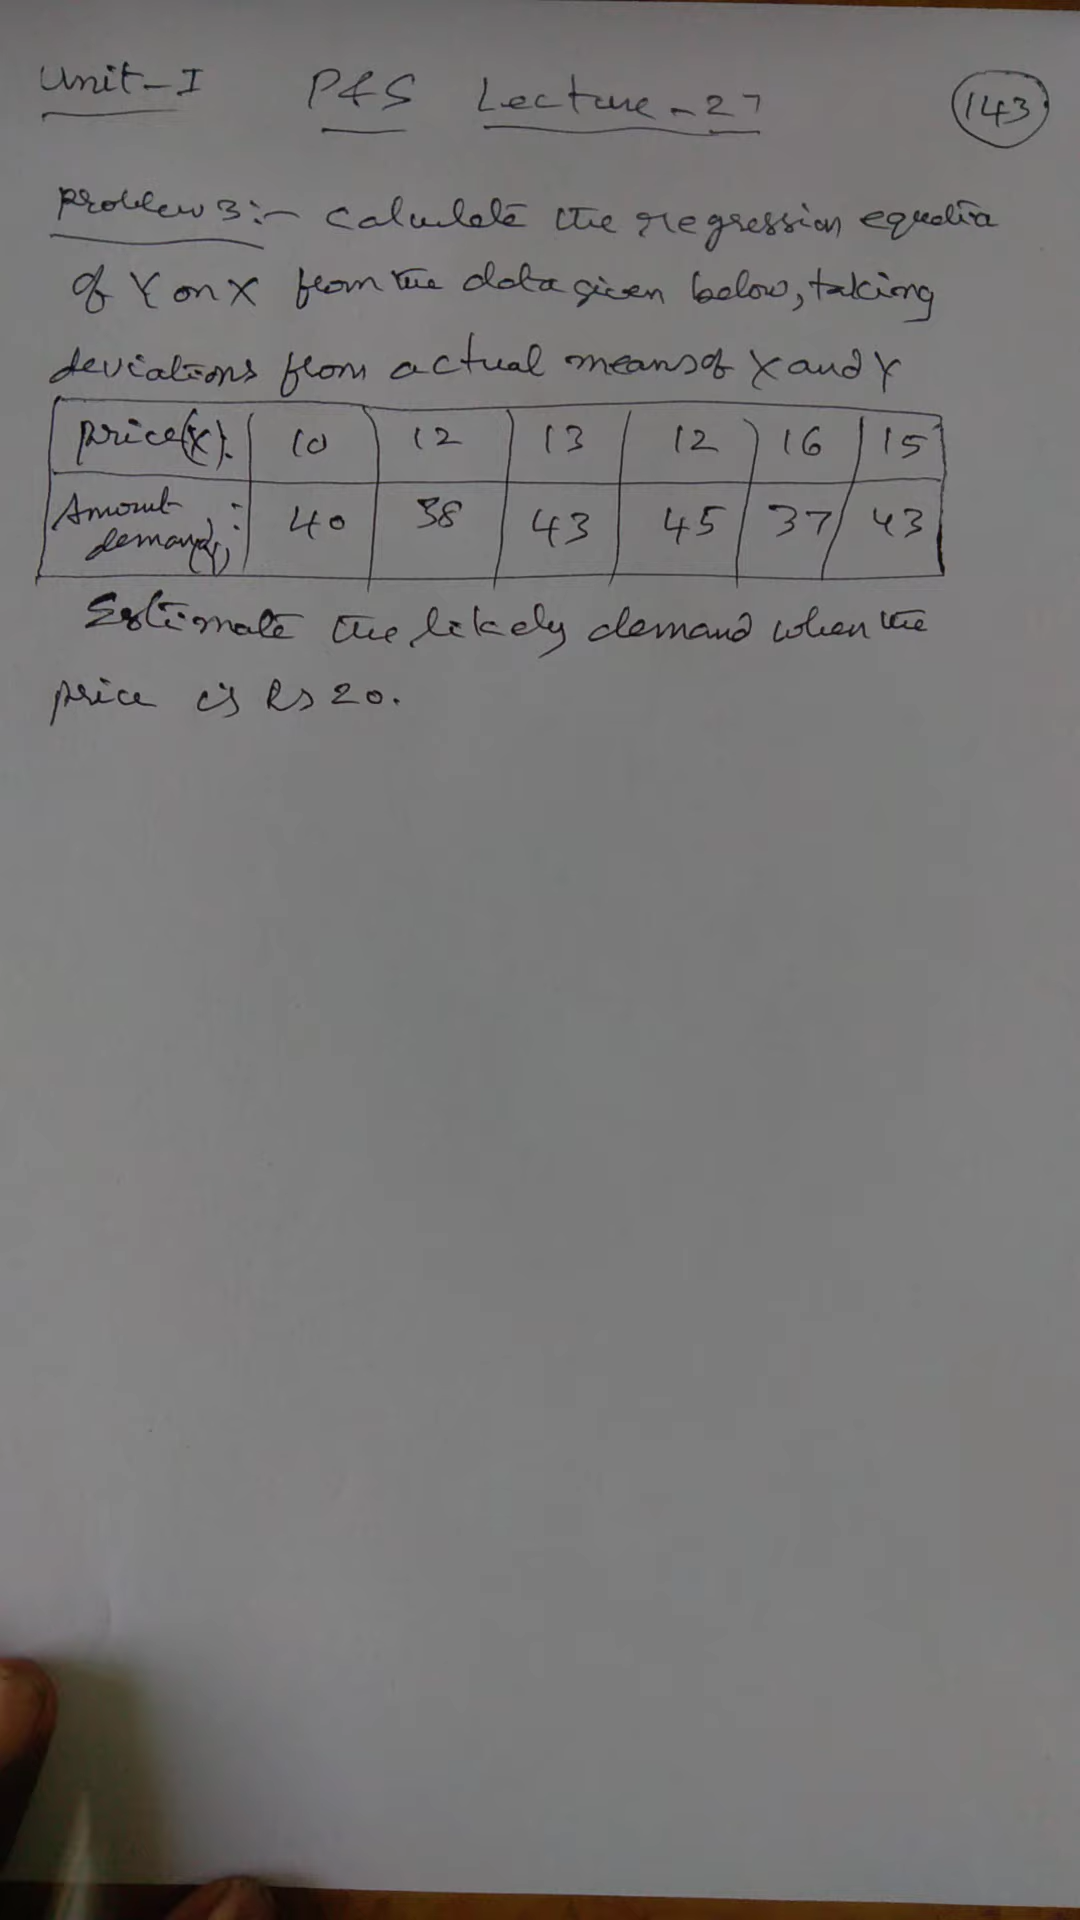 Unit-I P&S Lecture-27 143
Problem 3:- Calculate the regression equation
of Y on X from the data given below, taking
deviations from actual means of X and Y
Price(X): 10 12 13 12 16 15
Amount demand(Y): 40 38 43 45 37 43
Estimate the likely demand when the
price is Rs 20.